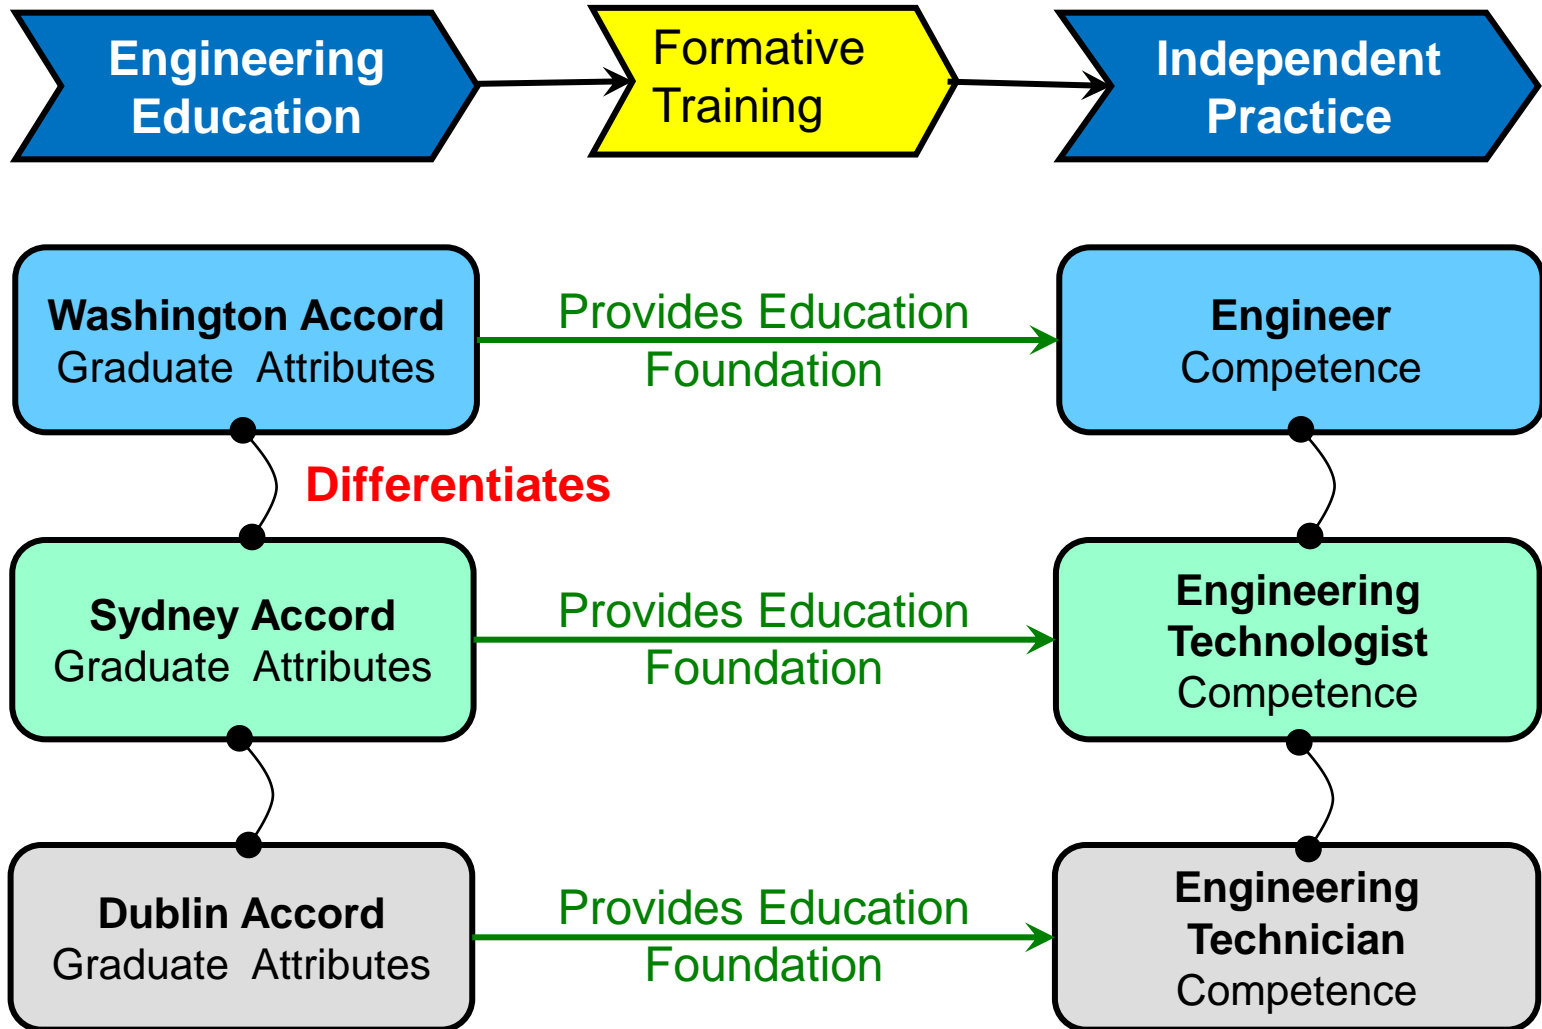 Engineering
Education
Formative
Training
Independent
Practice
Washington Accord
Graduate Attributes
Provides Education
Foundation
Engineer
Competence
Differentiates
Sydney Accord
Graduate Attributes
Provides Education
Foundation
Engineering
Technologist
Competence
Dublin Accord
Graduate Attributes
Provides Education
Foundation
Engineering
Technician
Competence